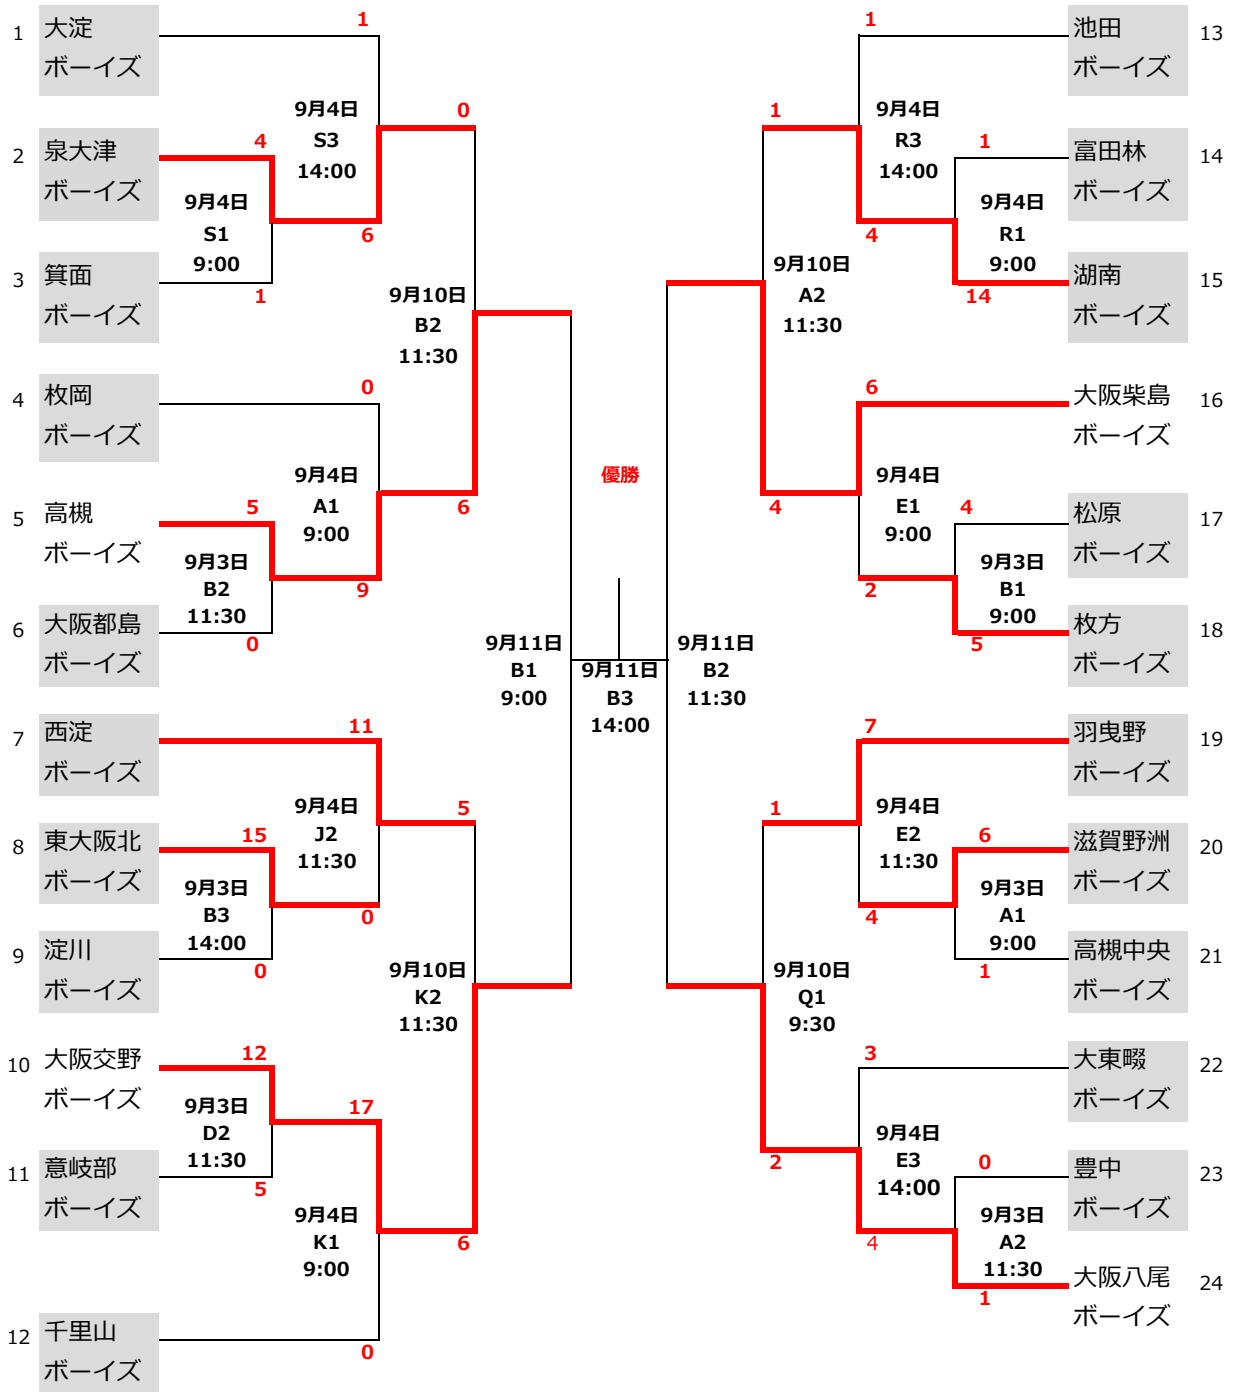 1 大淀
ボーイズ
1
9月4日
S3
14:00
2 泉大津
ボーイズ
4
9月4日
S1
9:00
3 箕面
ボーイズ
1
6
0
9月10日
B2
11:30
4 枚岡
ボーイズ
0
9月4日
A1
9:00
5 高槻
ボーイズ
5
9月3日
B2
11:30
6 大阪都島
ボーイズ
0
9
6
9月11日
B1
9:00
7 西淀
ボーイズ
11
9月4日
J2
11:30
8 東大阪北
ボーイズ
15
9月3日
B3
14:00
9 淀川
ボーイズ
0
0
5
9月10日
K2
11:30
10 大阪交野
ボーイズ
12
9月3日
D2
11:30
11 意岐部
ボーイズ
5
17
9月4日
K1
9:00
6
12 千里山
ボーイズ
0
優勝
9月11日
B3
14:00
池田 13
ボーイズ
1
9月4日
R3
14:00
富田林 14
ボーイズ
1
9月4日
R1
9:00
湖南 15
ボーイズ
14
4
1
9月10日
A2
11:30
大阪柴島 16
ボーイズ
6
9月4日
E1
9:00
松原 17
ボーイズ
4
9月3日
B1
9:00
枚方 18
ボーイズ
5
2
4
9月11日
B2
11:30
羽曳野 19
ボーイズ
7
9月4日
E2
11:30
滋賀野洲 20
ボーイズ
6
9月3日
A1
9:00
高槻中央 21
ボーイズ
1
4
1
9月10日
Q1
9:30
大東畷 22
ボーイズ
3
9月4日
E3
14:00
豊中 23
ボーイズ
0
9月3日
A2
11:30
大阪八尾 24
ボーイズ
1
4
2